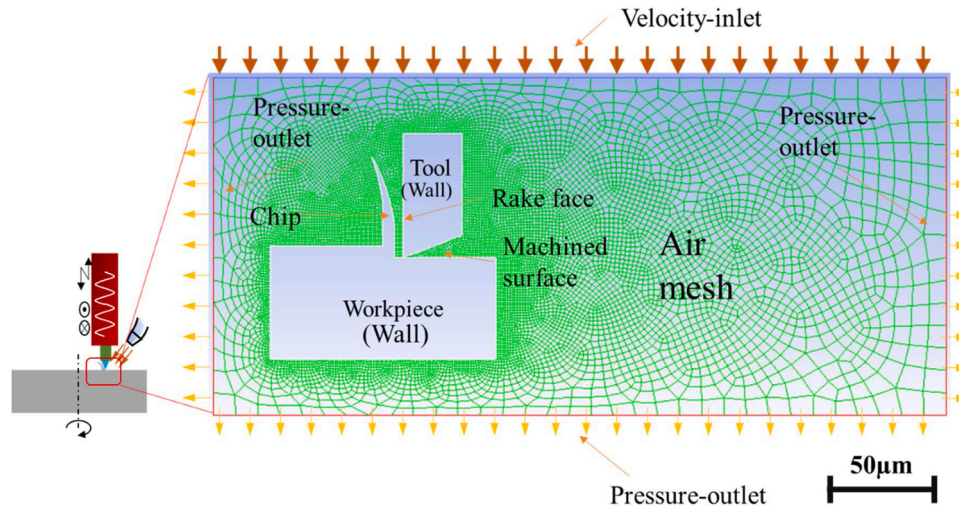 Velocity-inlet
Pressure-
outlet
Pressure-
outlet
Tool
(Wall)
Chip
Rake face
Machined
surface
Air
mesh
Workpiece
(Wall)
N
50μm
Pressure-outlet